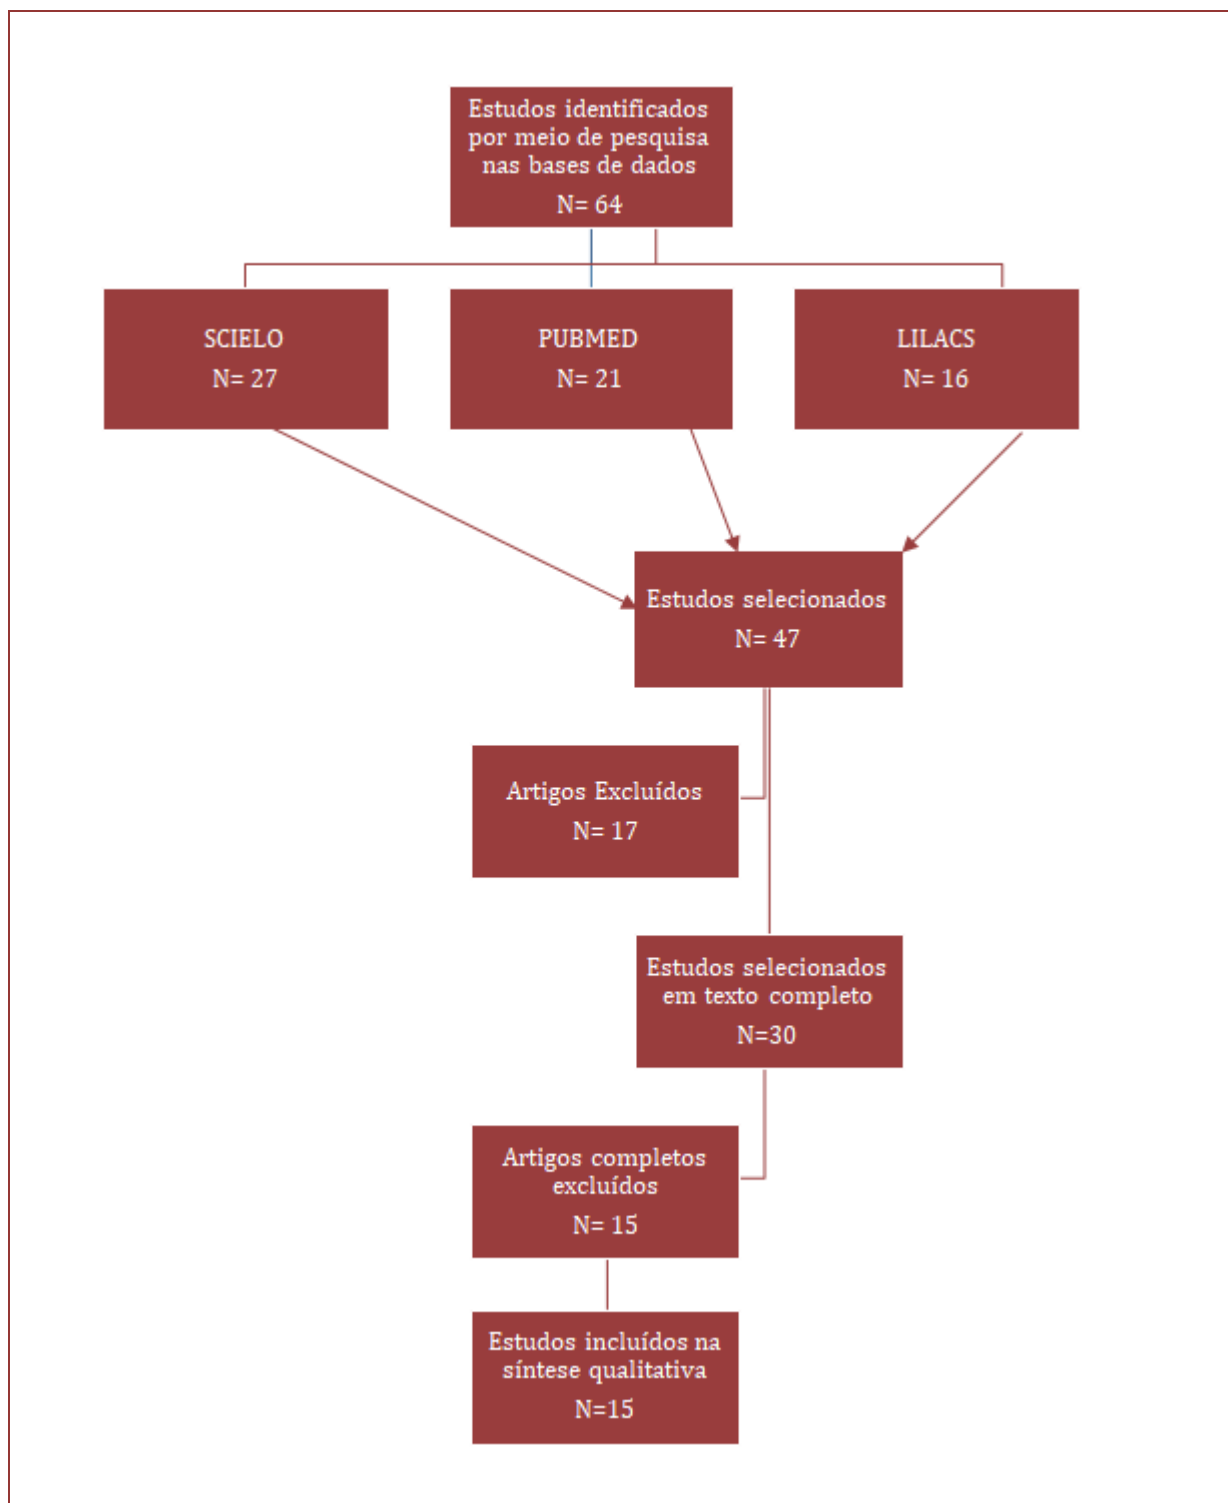 Estudos identificados
por meio de pesquisa
nas bases de dados
N= 64
SCIELO
N= 27
PUBMED
N= 21
LILACS
N= 16
Estudos selecionados
N= 47
Artigos Excluídos
N= 17
Estudos selecionados
em texto completo
N=30
Artigos completos
excluídos
N= 15
Estudos incluídos na
síntese qualitativa
N=15